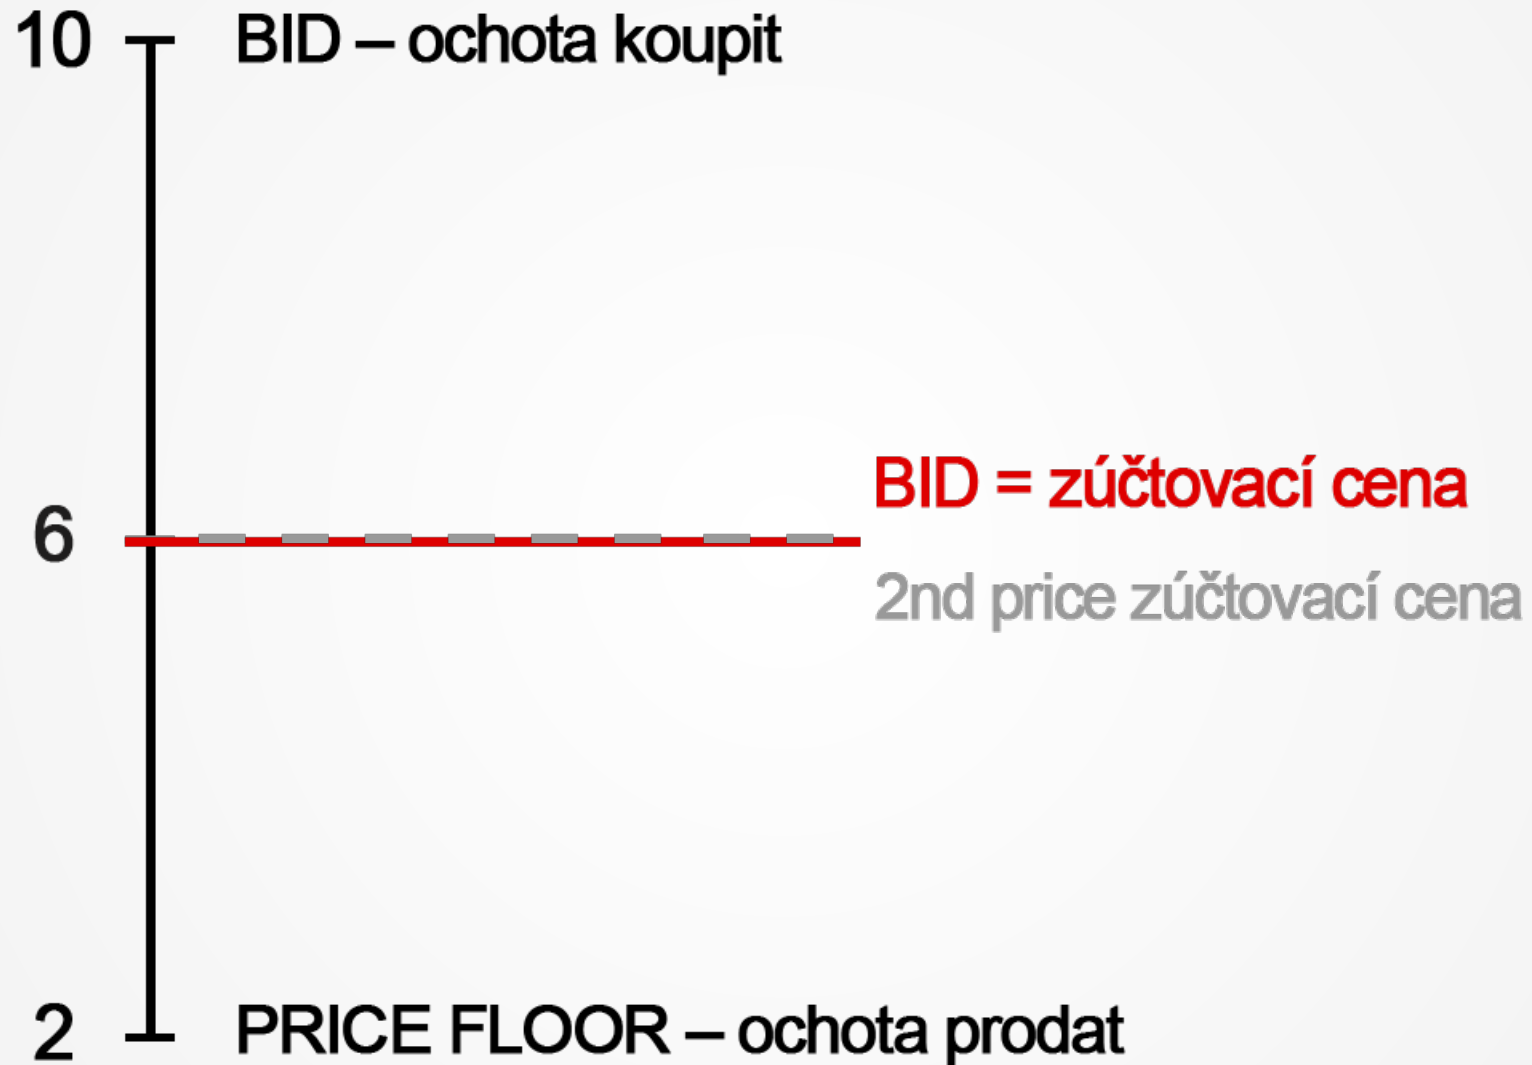 10 BID – ochota koupit
BID = zúčtovací cena
6
2nd price zúčtovací cena
2 PRICE FLOOR – ochota prodat